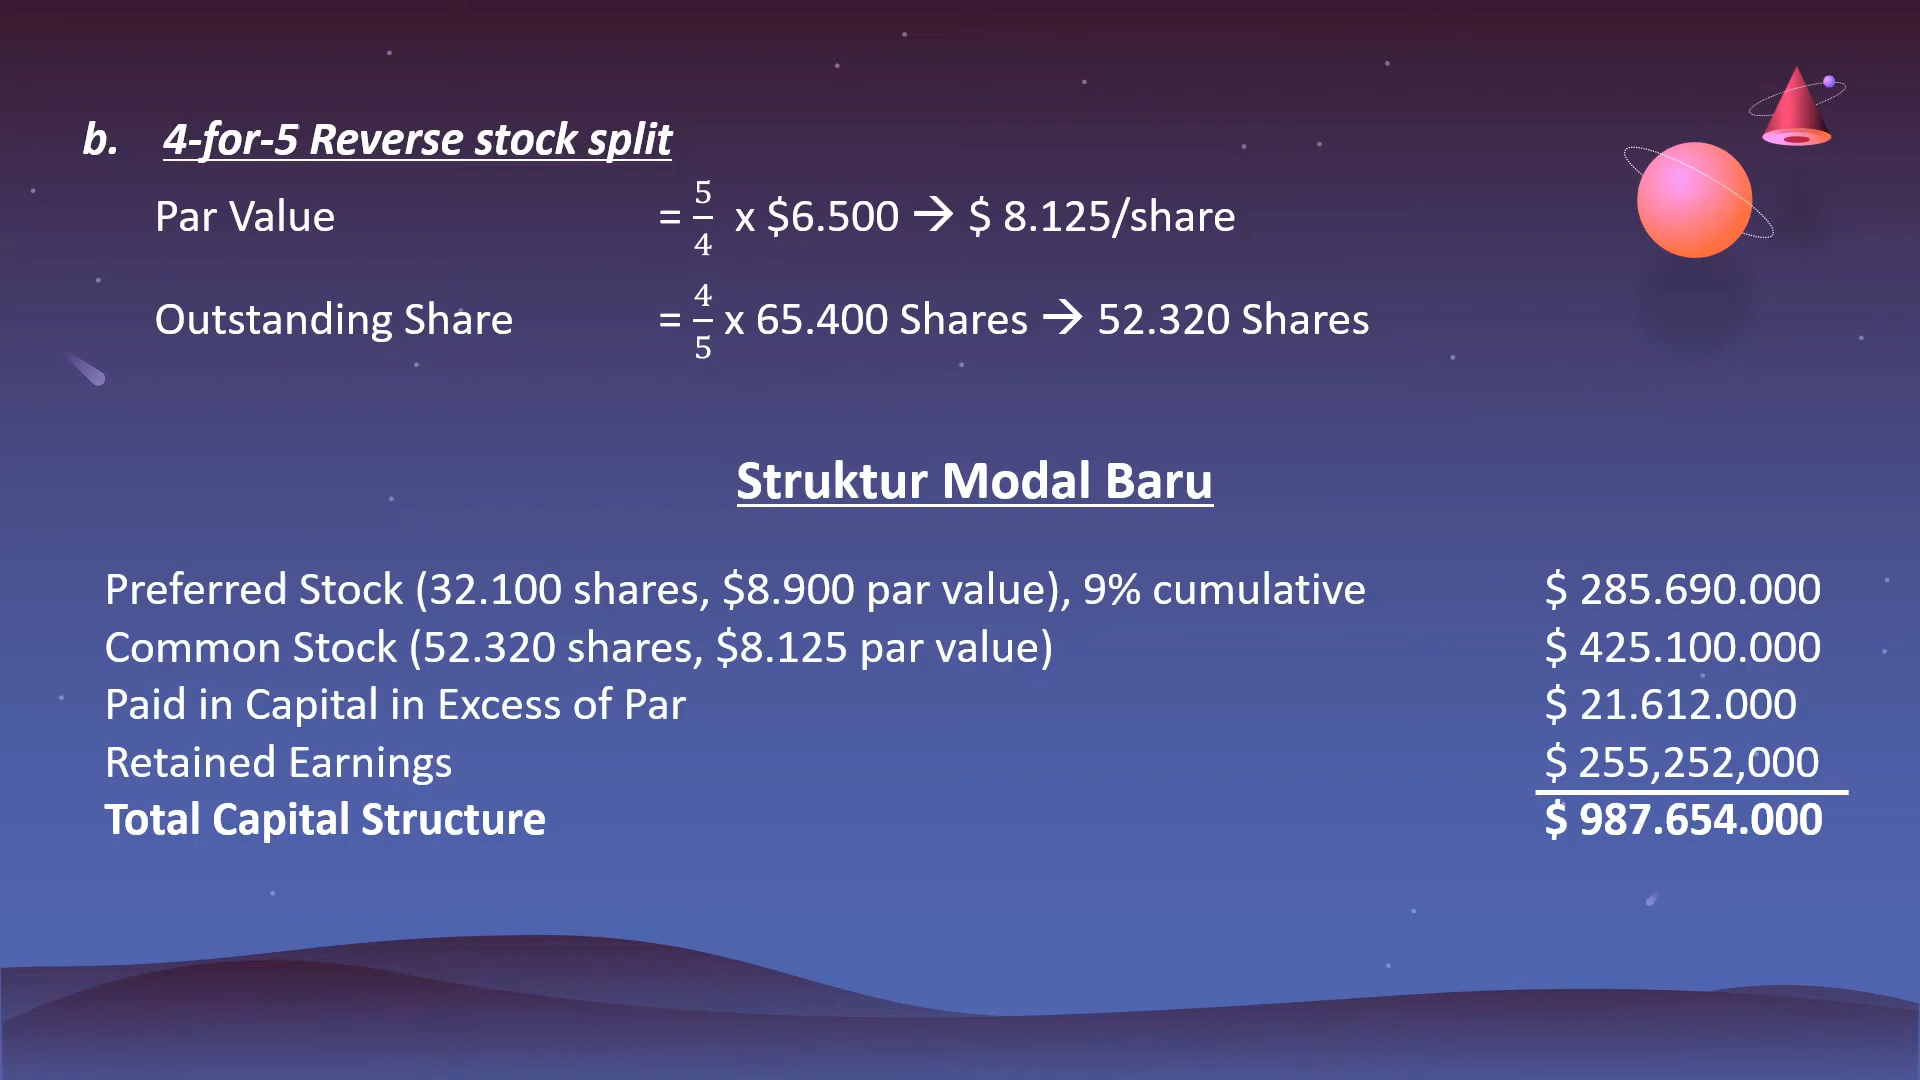 b. 4-for-5 Reverse stock split
Par Value = 5/4 x $6.500 → $ 8.125/share
Outstanding Share = 4/5 x 65.400 Shares → 52.320 Shares
Struktur Modal Baru
Preferred Stock (32.100 shares, $8.900 par value), 9% cumulative $ 285.690.000
Common Stock (52.320 shares, $8.125 par value) $ 425.100.000
Paid in Capital in Excess of Par $ 21.612.000
Retained Earnings $ 255,252,000
Total Capital Structure $ 987.654.000